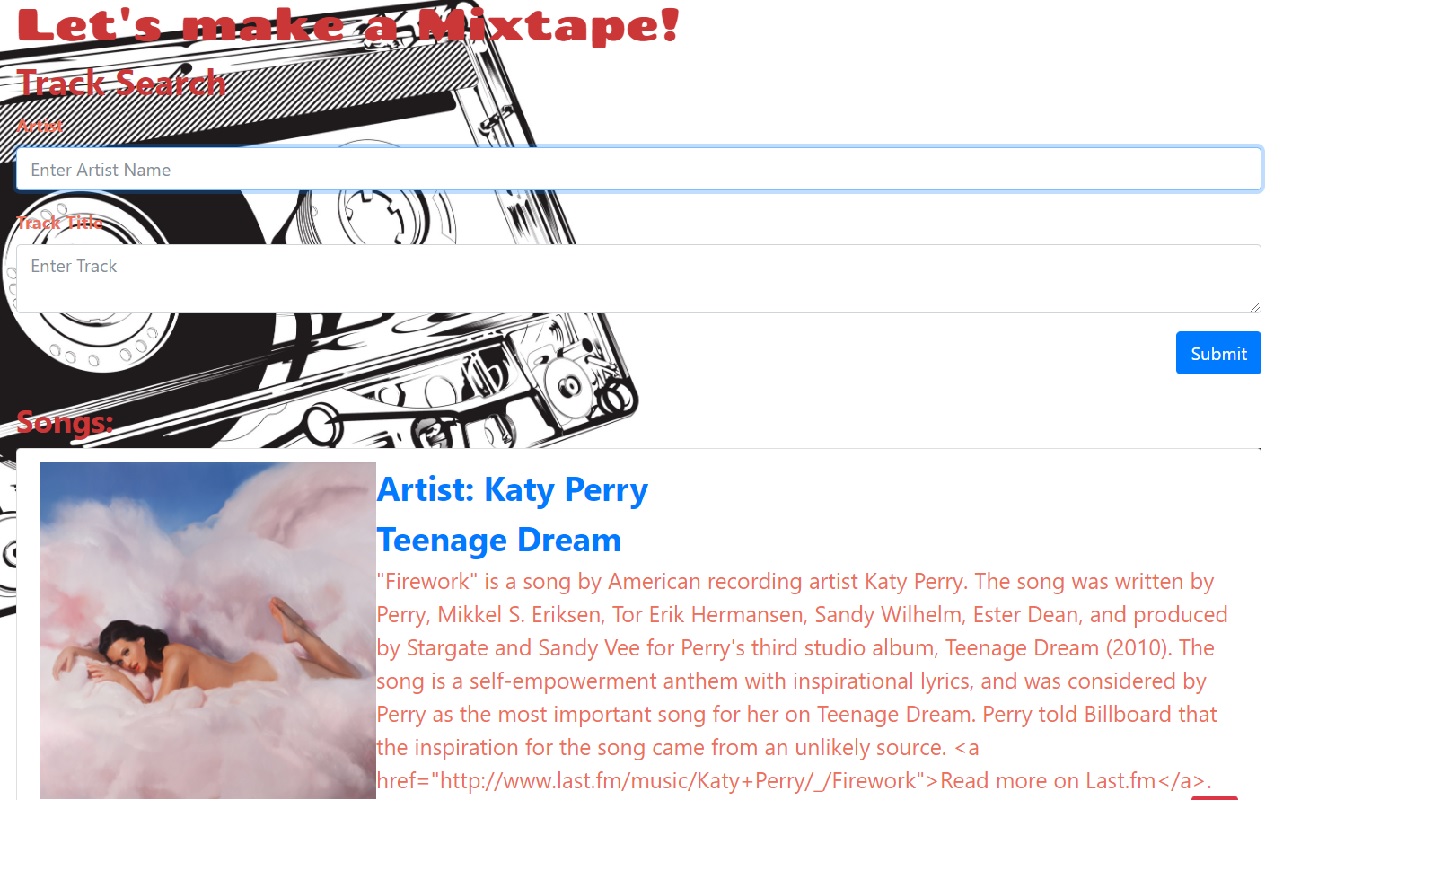 Let's make a Mixtape!
Track Search
Artist
Enter Artist Name
Track Title
Enter Track
Submit
Songs:
Artist: Katy Perry
Teenage Dream
"Firework" is a song by American recording artist Katy Perry. The song was written by
Perry, Mikkel S. Eriksen, Tor Erik Hermansen, Sandy Wilhelm, Ester Dean, and produced
by Stargate and Sandy Vee for Perry's third studio album, Teenage Dream (2010). The
song is a self-empowerment anthem with inspirational lyrics, and was considered by
Perry as the most important song for her on Teenage Dream. Perry told Billboard that
the inspiration for the song came from an unlikely source. <a
href="http://www.last.fm/music/Katy+Perry/_/Firework">Read more on Last.fm</a>.